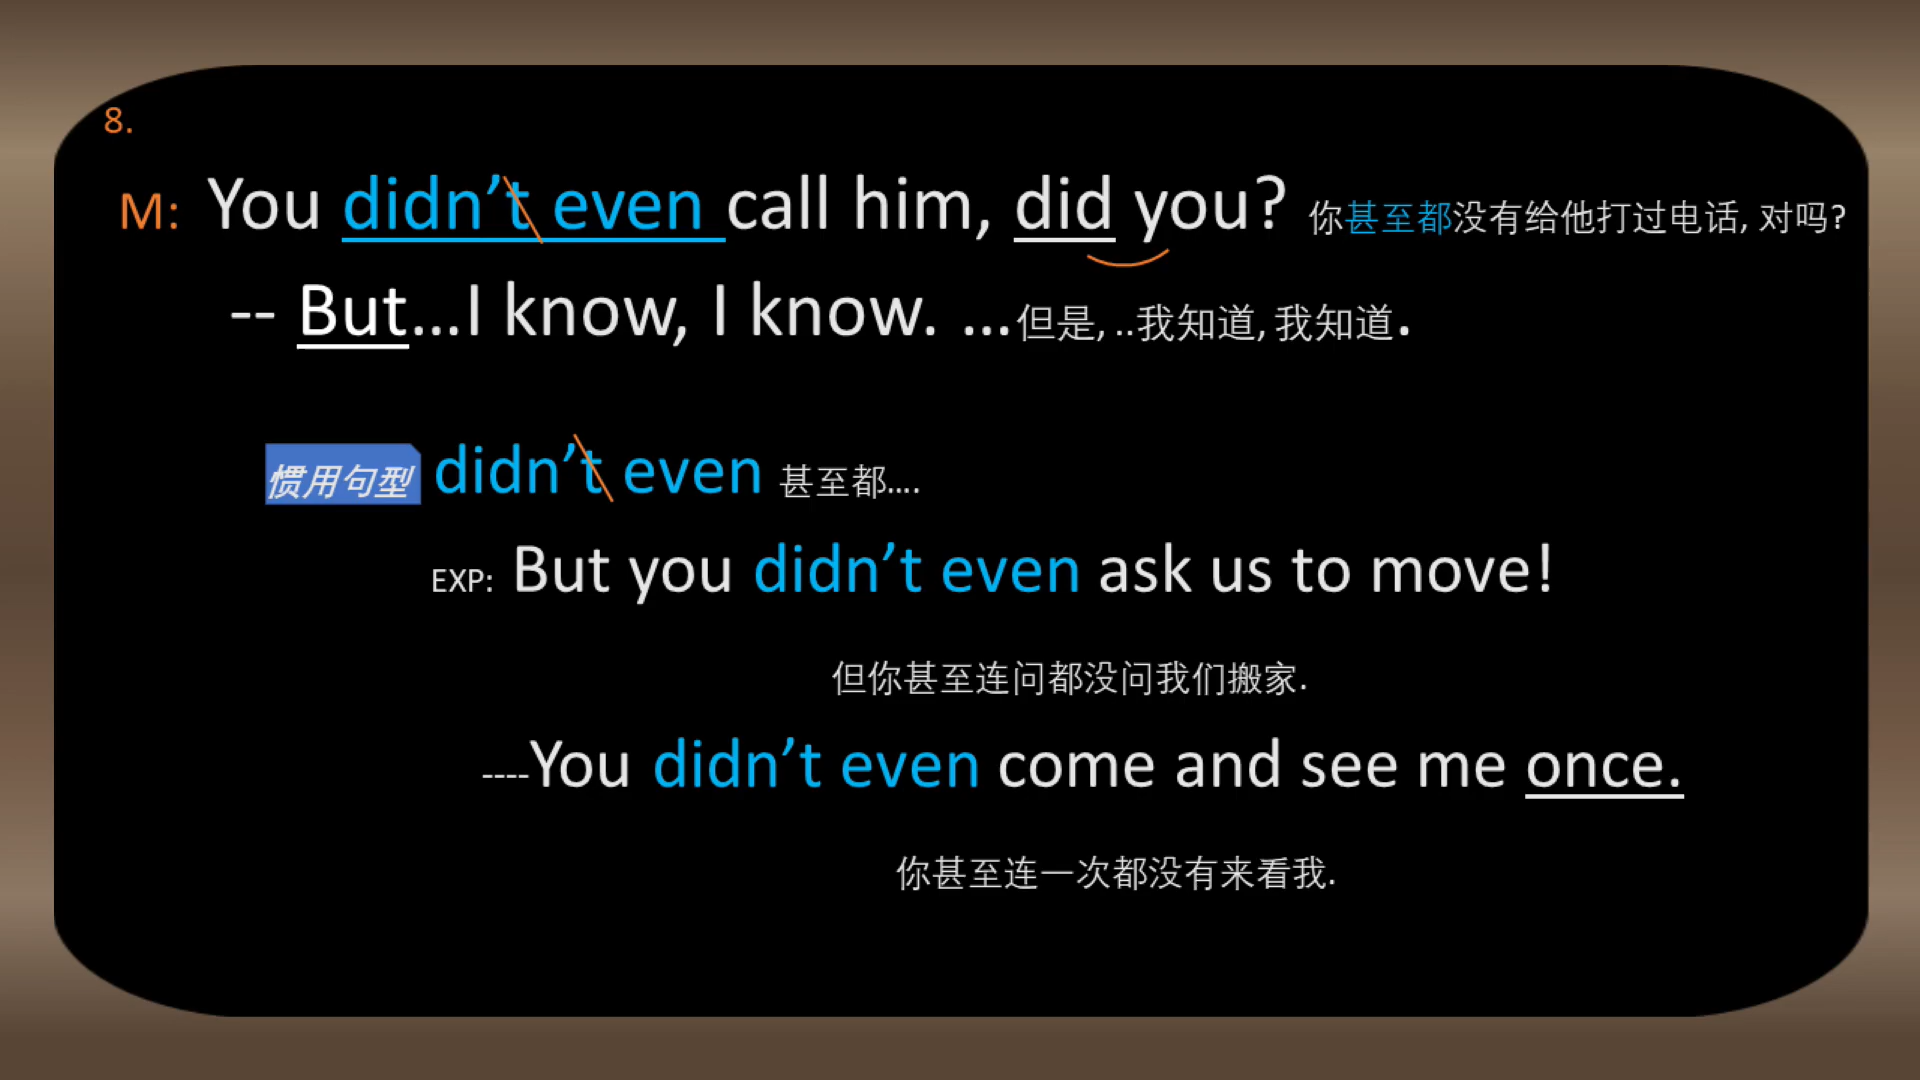 8.
M: You didn’t even call him, did you? 你甚至都没有给他打过电话, 对吗?
-- But...I know, I know. ...但是, ..我知道, 我知道.
惯用句型 didn’t even 甚至都....
EXP: But you didn’t even ask us to move!
但你甚至连问都没问我们搬家.
----You didn’t even come and see me once.
你甚至连一次都没有来看我.